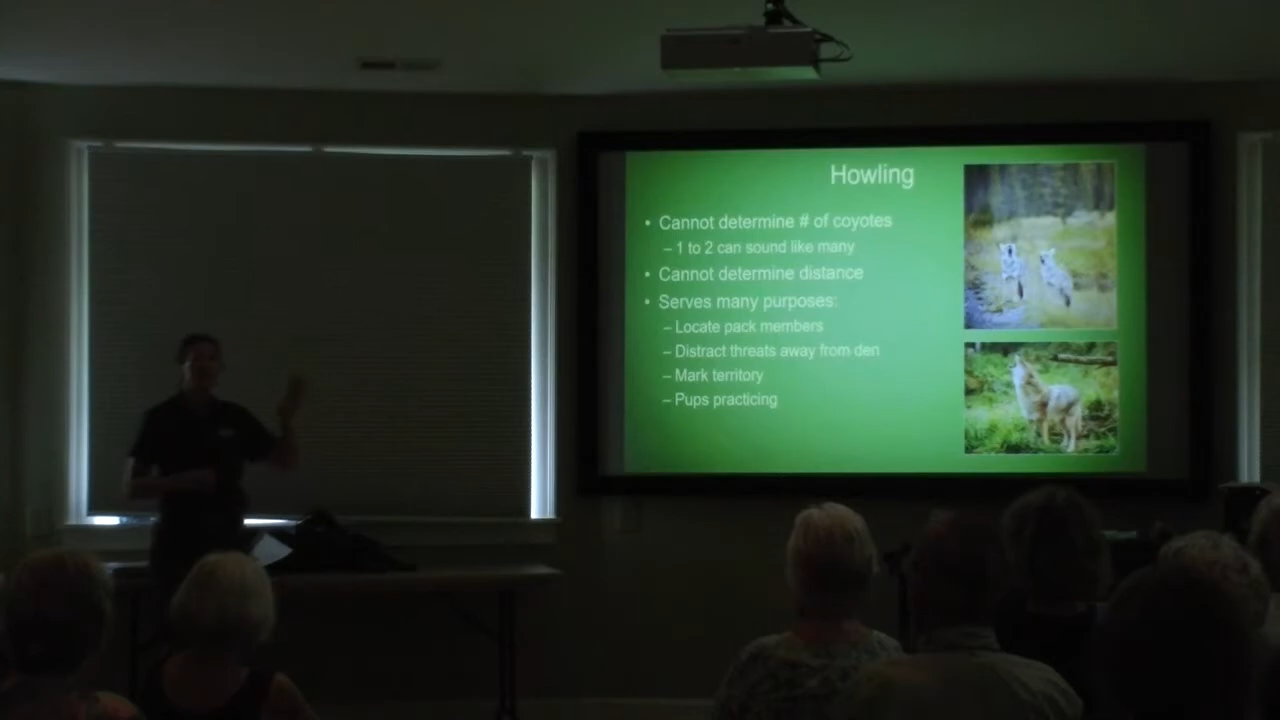 Howling
• Cannot determine # of coyotes
– 1 to 2 can sound like many
• Cannot determine distance
• Serves many purposes:
– Locate pack members
– Distract threats away from den
– Mark territory
– Pups practicing